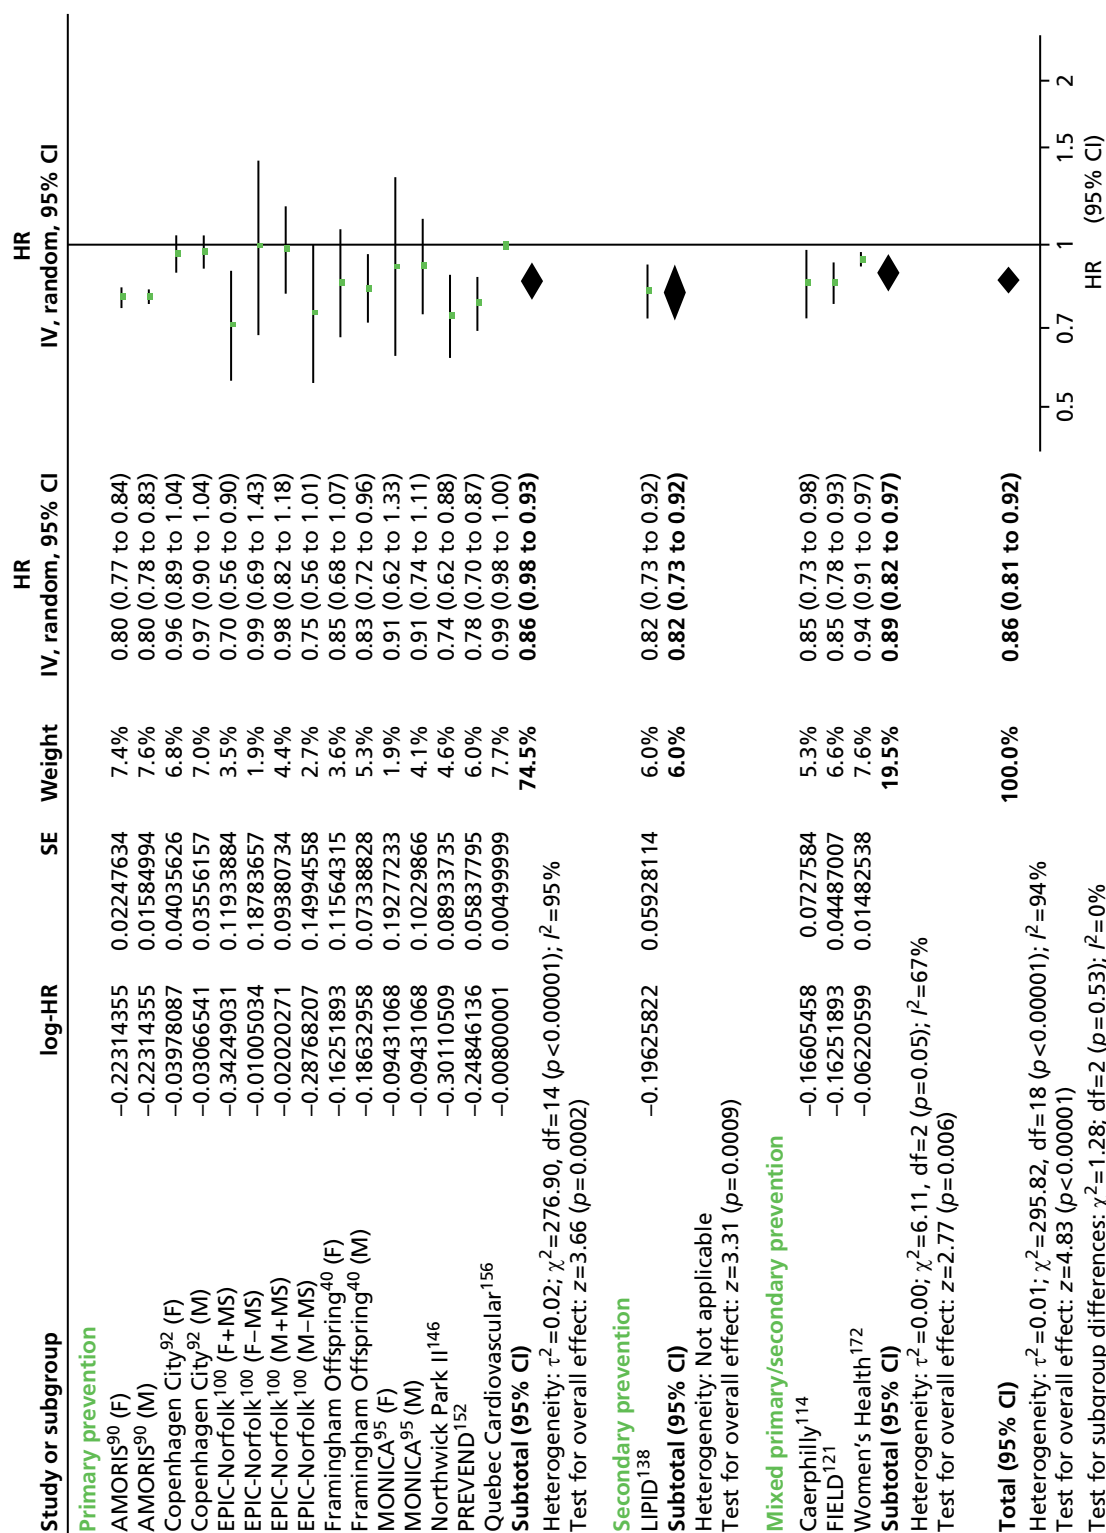 HR HR
Study or subgroup log-HR SE Weight IV, random, 95% CI IV, random, 95% CI
Primary prevention
AMORIS90 (F) −0.22314355 0.02247634 7.4% 0.80 (0.77 to 0.84)
AMORIS90 (M) −0.22314355 0.01584994 7.6% 0.80 (0.78 to 0.83)
Copenhagen City92 (F) −0.03978087 0.04035626 6.8% 0.96 (0.89 to 1.04)
Copenhagen City92 (M) −0.03066541 0.03556157 7.0% 0.97 (0.90 to 1.04)
EPIC-Norfolk100 (F+MS) −0.34249031 0.11933884 3.5% 0.70 (0.56 to 0.90)
EPIC-Norfolk100 (F−MS) −0.01005034 0.18783657 1.9% 0.99 (0.69 to 1.43)
EPIC-Norfolk100 (M+MS) −0.02020271 0.09380734 4.4% 0.98 (0.82 to 1.18)
EPIC-Norfolk100 (M−MS) −0.28768207 0.14994558 2.7% 0.75 (0.56 to 1.01)
Framingham Offspring40 (F) −0.16251893 0.11564315 3.6% 0.85 (0.68 to 1.07)
Framingham Offspring40 (M) −0.18632958 0.07338828 5.3% 0.83 (0.72 to 0.96)
MONICA95 (F) −0.09431068 0.19277233 1.9% 0.91 (0.62 to 1.33)
MONICA95 (M) −0.09431068 0.10229866 4.1% 0.91 (0.74 to 1.11)
Northwick Park II146 −0.30110509 0.08933735 4.6% 0.74 (0.62 to 0.88)
PREVEND152 −0.24846136 0.05837795 6.0% 0.78 (0.70 to 0.87)
Quebec Cardiovascular156 −0.00800001 0.00499999 7.7% 0.99 (0.98 to 1.00)
Subtotal (95% CI) 74.5% 0.86 (0.98 to 0.93)
Heterogeneity: τ2=0.02; χ2=276.90, df=14 (p<0.00001); I2=95%
Test for overall effect: z=3.66 (p=0.0002)
Secondary prevention
LIPID138 −0.19625822 0.05928114 6.0% 0.82 (0.73 to 0.92)
Subtotal (95% CI) 6.0% 0.82 (0.73 to 0.92)
Heterogeneity: Not applicable
Test for overall effect: z=3.31 (p=0.0009)
Mixed primary/secondary prevention
Caerphilly114 −0.16605458 0.0727584 5.3% 0.85 (0.73 to 0.98)
FIELD121 −0.16251893 0.04487007 6.6% 0.85 (0.78 to 0.93)
Women's Health172 −0.06220599 0.01482538 7.6% 0.94 (0.91 to 0.97)
Subtotal (95% CI) 19.5% 0.89 (0.82 to 0.97)
Heterogeneity: τ2=0.00; χ2=6.11, df=2 (p=0.05); I2=67%
Test for overall effect: z=2.77 (p=0.006)
Total (95% CI) 100.0% 0.86 (0.81 to 0.92)
Heterogeneity: τ2=0.01; χ2=295.82, df=18 (p<0.00001); I2=94%
Test for overall effect: z=4.83 (p<0.00001)
Test for subgroup differences: χ2=1.28; df=2 (p=0.53); I2=0%
0.5 0.7 1 1.5 2
HR (95% CI)